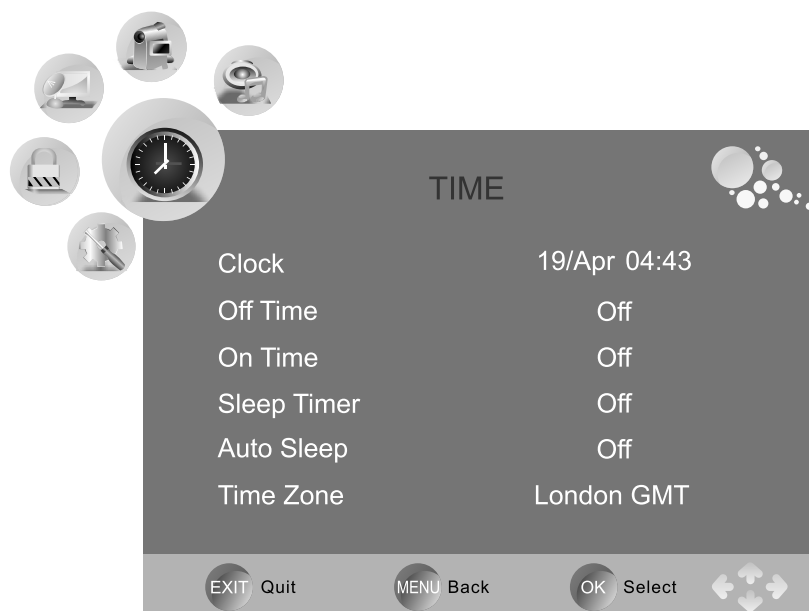 TIME
Clock 19/Apr 04:43
Off Time Off
On Time Off
Sleep Timer Off
Auto Sleep Off
Time Zone London GMT
EXIT Quit MENU Back OK Select